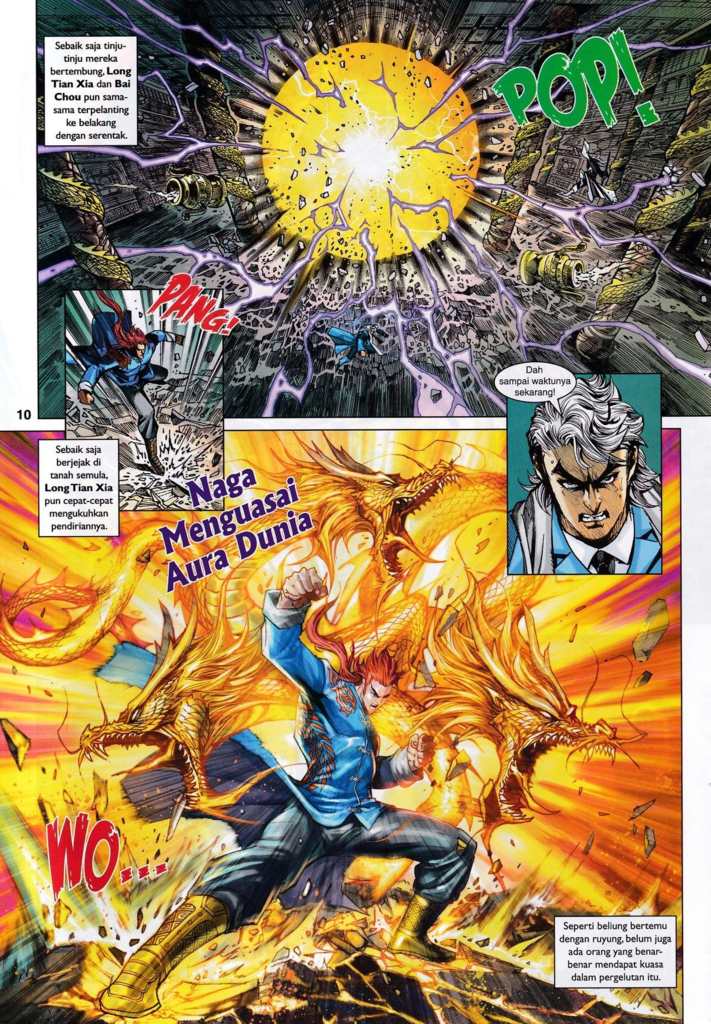 Sebaik saja tinju-
tinju mereka
bertembung, Long
Tian Xia dan Bai
Chou pun sama-
sama terpelanting
ke belakang
dengan serentak.
POP!
PANG!
Dah
sampai waktunya
sekarang!
10
Sebaik saja
berjejak di
tanah semula,
Long Tian Xia
pun cepat-cepat
mengukuhkan
pendiriannya.
Naga
Menguasai
Aura Dunia
WO...
Seperti beliung bertemu
dengan ruyung, belum juga
ada orang yang benar-
benar mendapat kuasa
dalam pergelutan itu.